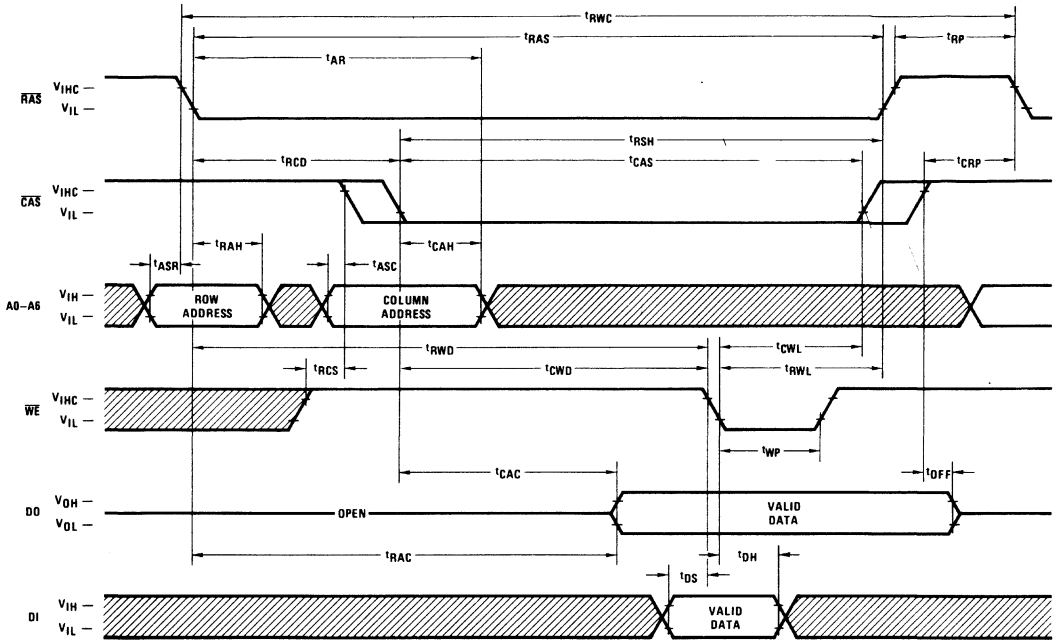 tRWC
tRAS
tRP
tAR
RAS
VIHC
VIL
tRSH
tRCD
tCAS
tCRP
CAS
VIHC
VIL
tRAH
tCAH
tASR
tASC
A0–A6
VIH
VIL
ROW
ADDRESS
COLUMN
ADDRESS
tRWD
tCWL
tRCS
tCWD
tRWL
WE
VIHC
VIL
tWP
tCAC
tOFF
DO
VOH
VOL
OPEN
VALID
DATA
tRAC
tDH
tDS
DI
VIH
VIL
VALID
DATA